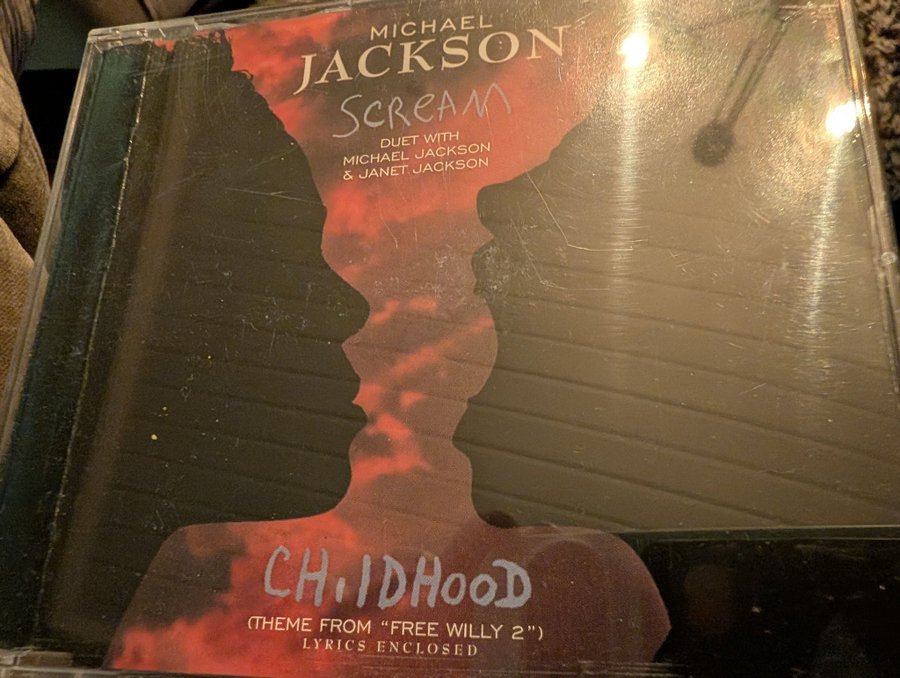 MICHAEL
JACKSON
SCREAM
DUET WITH
MICHAEL JACKSON
& JANET JACKSON
CHilDHOOD
(THEME FROM “FREE WILLY 2”)
LYRICS ENCLOSED